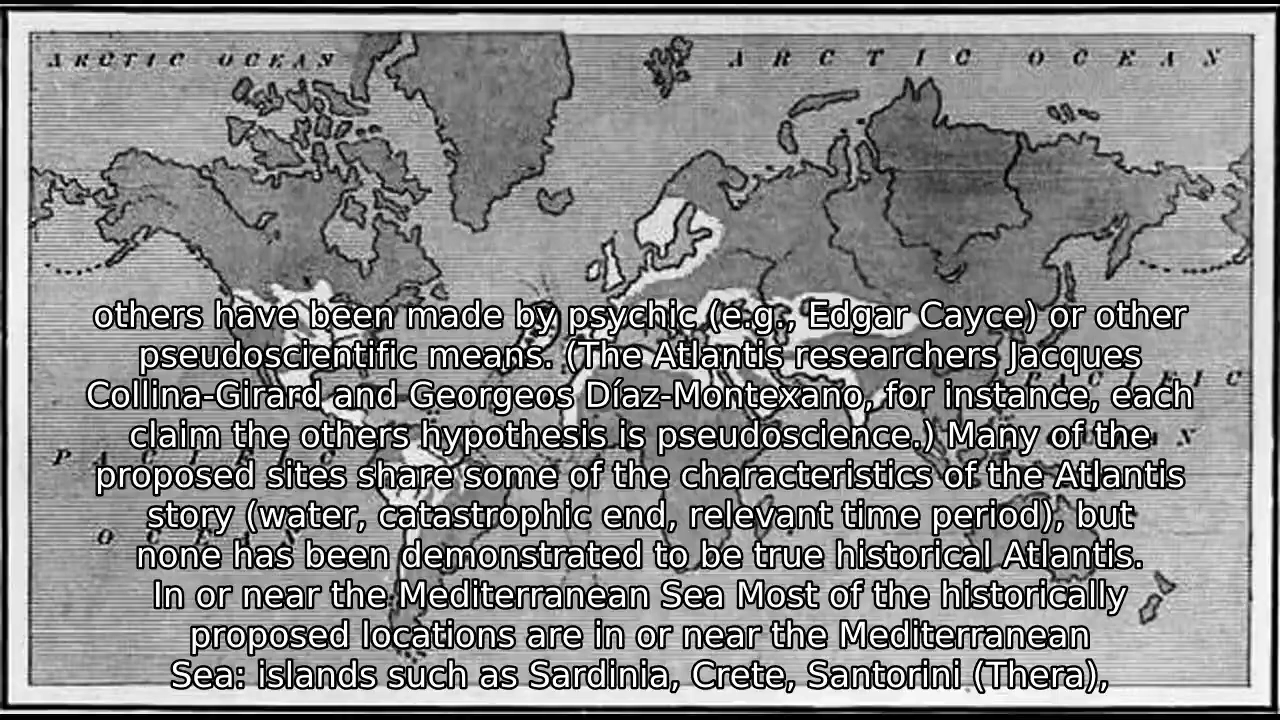 ARCTIC OCEAN
ARCTIC OCEAN
others have been made by psychic (e.g., Edgar Cayce) or other
pseudoscientific means. (The Atlantis researchers Jacques
Collina-Girard and Georgeos Díaz-Montexano, for instance, each
claim the others hypothesis is pseudoscience.) Many of the
proposed sites share some of the characteristics of the Atlantis
story (water, catastrophic end, relevant time period), but
none has been demonstrated to be true historical Atlantis.
In or near the Mediterranean Sea Most of the historically
proposed locations are in or near the Mediterranean
Sea: islands such as Sardinia, Crete, Santorini (Thera),